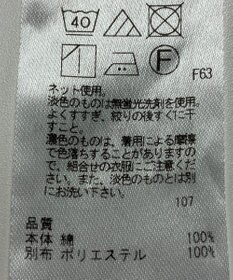 40
F
F63
ネット使用。
淡色のものは無蛍光洗剤を使用。
よくすすぎ、絞りの後すぐに干
すこと。
濃色のものは、着用による摩擦
で色落ちすることがありますの
で、組合せの衣服にご注意くださ
い。また、淡色のものとは別
にお洗い下さい。
107
品質
本体 綿 100%
別布 ポリエステル 100%